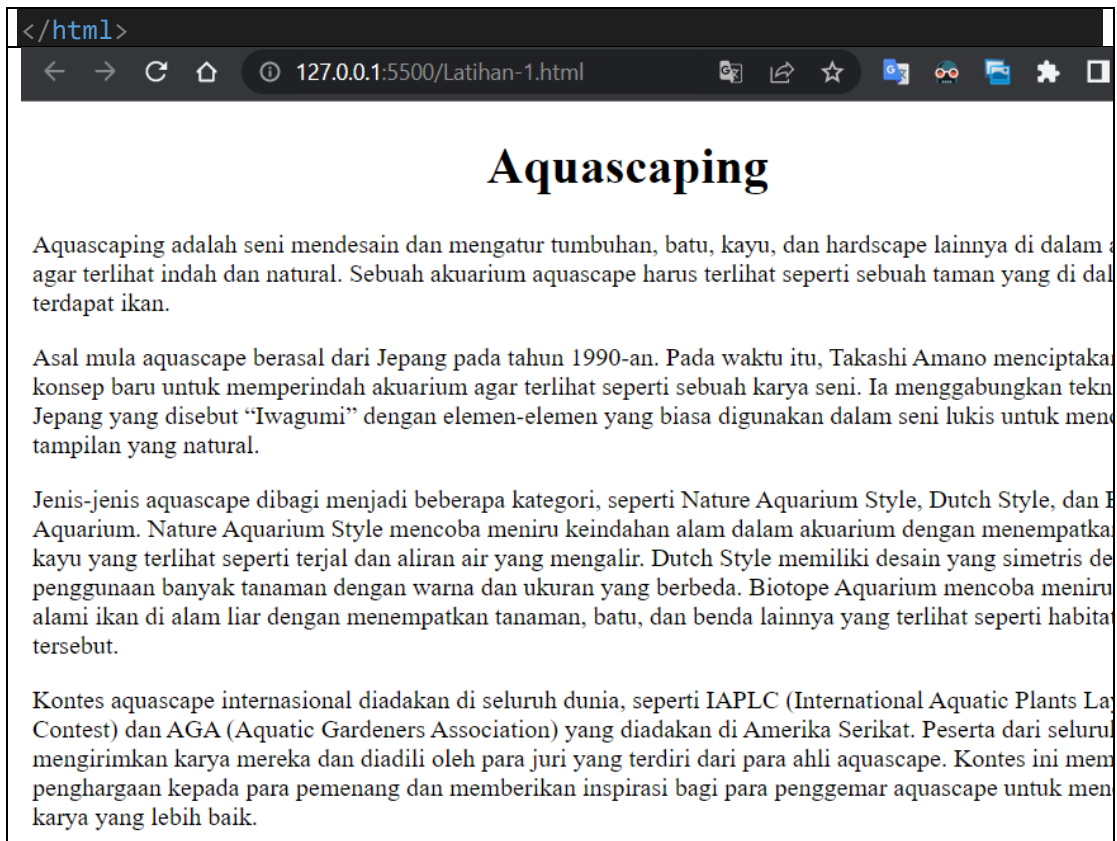 </html>
127.0.0.1:5500/Latihan-1.html
Aquascaping
Aquascaping adalah seni mendesain dan mengatur tumbuhan, batu, kayu, dan hardscape lainnya di dalam
agar terlihat indah dan natural. Sebuah akuarium aquascape harus terlihat seperti sebuah taman yang di
terdapat ikan.
Asal mula aquascape berasal dari Jepang pada tahun 1990-an. Pada waktu itu, Takashi Amano
konsep baru untuk memperindah akuarium agar terlihat seperti sebuah karya seni. Ia menggabungkan
Jepang yang disebut “Iwagumi” dengan elemen-elemen yang biasa digunakan dalam seni lukis untuk
tampilan yang natural.
Jenis-jenis aquascape dibagi menjadi beberapa kategori, seperti Nature Aquarium Style, Dutch Style, dan
Aquarium. Nature Aquarium Style mencoba meniru keindahan alam dalam akuarium dengan
kayu yang terlihat seperti terjal dan aliran air yang mengalir. Dutch Style memiliki desain yang simetris
penggunaan banyak tanaman dengan warna dan ukuran yang berbeda. Biotope Aquarium mencoba meniru
alami ikan di alam liar dengan menempatkan tanaman, batu, dan benda lainnya yang terlihat seperti
tersebut.
Kontes aquascape internasional diadakan di seluruh dunia, seperti IAPLC (International Aquatic Plants
Contest) dan AGA (Aquatic Gardeners Association) yang diadakan di Amerika Serikat. Peserta dari
mengirimkan karya mereka dan diadili oleh para juri yang terdiri dari para ahli aquascape. Kontes ini
penghargaan kepada para pemenang dan memberikan inspirasi bagi para penggemar aquascape untuk
karya yang lebih baik.